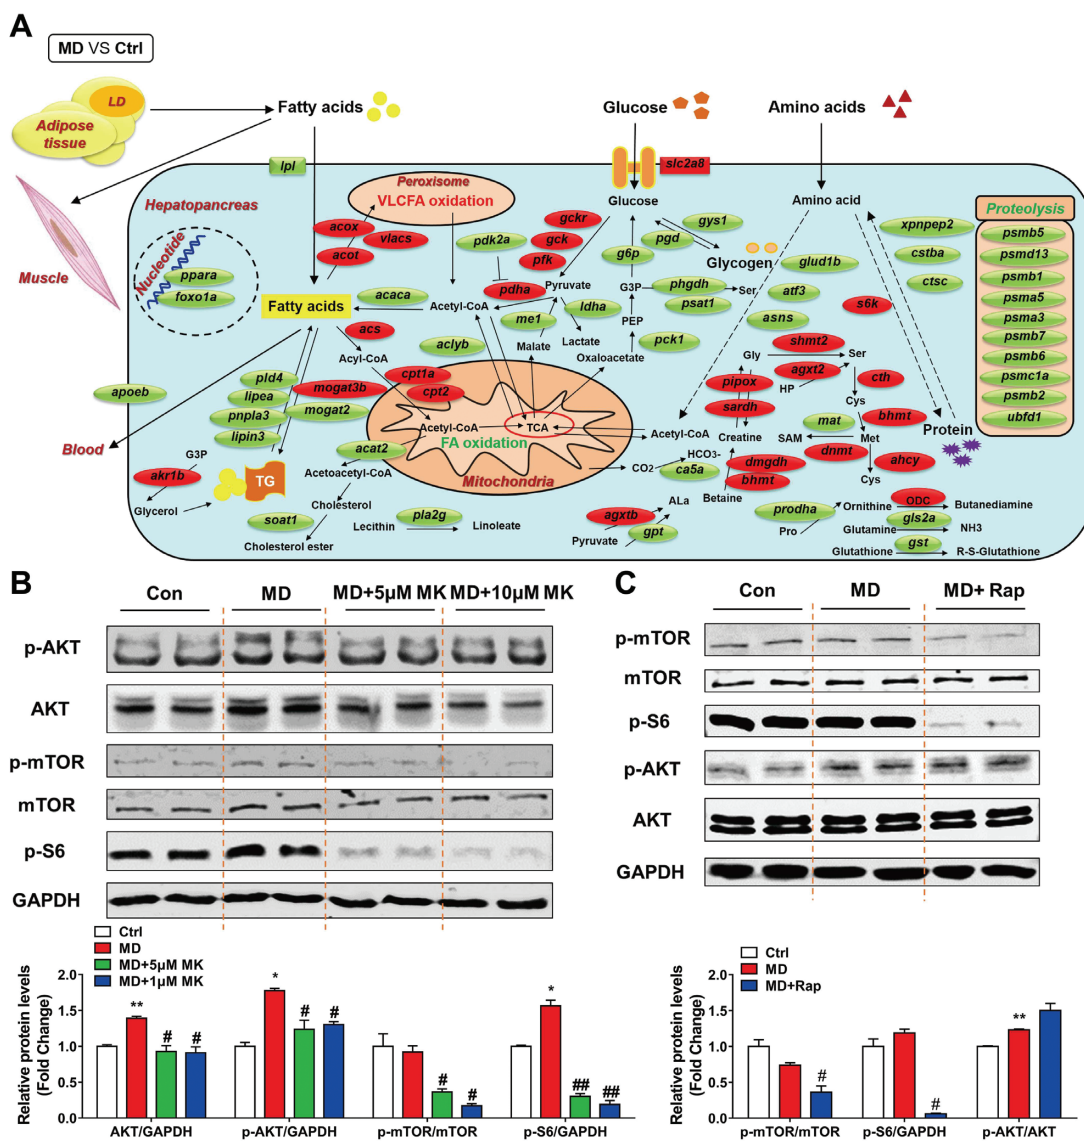 A
MD VS Ctrl
LD
Adipose
tissue
Fatty acids
Glucose
Amino acids
lpl
slc2a8
Peroxisome
VLCFA oxidation
Hepatopancreas
Nucleotide
ppara
foxo1a
Muscle
acox
vlacs
acot
pdk2a
gckr
gck
pfk
pdha
Glucose
gys1
pgd
g6p
Glycogen
Amino acid
xpnpep2
cstba
ctsc
glud1b
atf3
asns
s6k
Proteolysis
psmb5
psmd13
psmb1
psma5
psma3
psmb7
psmb6
psmc1a
psmb2
ubfd1
Fatty acids
acaca
Acetyl-CoA
Pyruvate
me1
ldha
Lactate
Malate
G3P
phgdh
Ser
psat1
PEP
pck1
Oxaloacetate
acs
Acyl-CoA
aclyb
cpt1a
cpt2
apoeb
pld4
lipea
mogat3b
pnpla3
mogat2
lipin3
Blood
Acetyl-CoA
TCA
FA oxidation
Mitochondria
Acetyl-CoA
Gly
shmt2
Ser
agxt2
HP
cth
Cys
pipox
sardh
Creatine
mat
bhmt
SAM
Met
dnmt
ahcy
Cys
Protein
CO2
HCO3-
ca5a
dmgdh
bhmt
Betaine
akr1b
G3P
Glycerol
TG
acat2
Acetoacetyl-CoA
Cholesterol
soat1
Cholesterol ester
pla2g
Lecithin
Linoleate
agxtb
ALa
gpt
Pyruvate
prodha
Pro
Ornithine
ODC
Butanediamine
gls2a
Glutamine
NH3
gst
Glutathione
R-S-Glutathione
B
Con
MD
MD+5μM MK
MD+10μM MK
p-AKT
AKT
p-mTOR
mTOR
p-S6
GAPDH
Ctrl
MD
MD+5μM MK
MD+1μM MK
Relative protein levels
(Fold Change)
2.0
1.5
1.0
0.5
0.0
**
#
#
*
#
#
#
#
*
##
##
AKT/GAPDH
p-AKT/GAPDH
p-mTOR/mTOR
p-S6/GAPDH
C
Con
MD
MD+ Rap
p-mTOR
mTOR
p-S6
p-AKT
AKT
GAPDH
Ctrl
MD
MD+Rap
Relative protein levels
(Fold Change)
2.0
1.5
1.0
0.5
0.0
#
#
**
p-mTOR/mTOR
p-S6/GAPDH
p-AKT/AKT